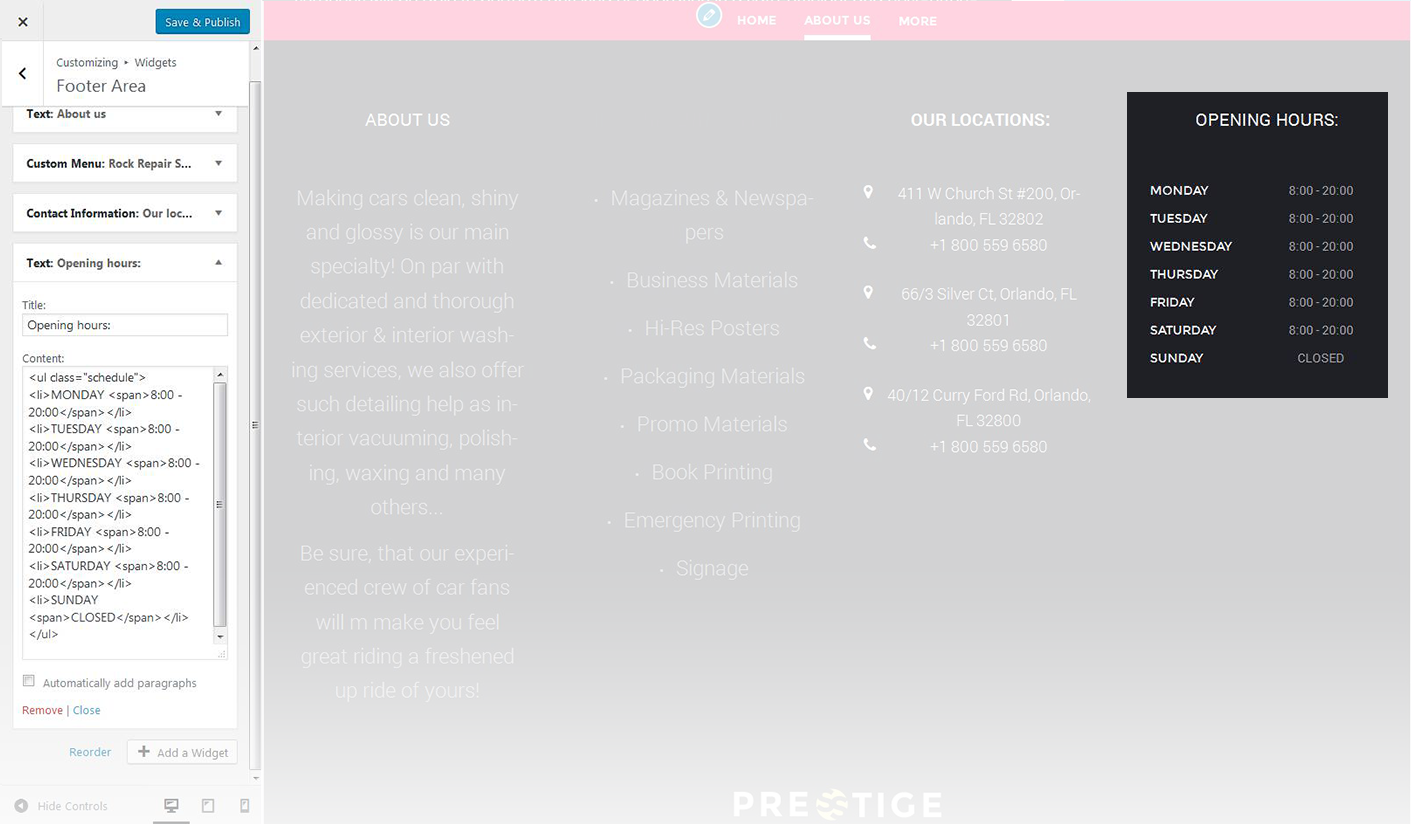 Save & Publish
Customizing ▸ Widgets
Footer Area
Text: About us
Custom Menu: Rock Repair S...
Contact Information: Our loc...
Text: Opening hours:
Title:
Opening hours:
Content:
<ul class="schedule">
<li>MONDAY <span>8:00 -
20:00</span></li>
<li>TUESDAY <span>8:00 -
20:00</span></li>
<li>WEDNESDAY <span>8:00 -
20:00</span></li>
<li>THURSDAY <span>8:00 -
20:00</span></li>
<li>FRIDAY <span>8:00 -
20:00</span></li>
<li>SATURDAY <span>8:00 -
20:00</span></li>
<li>SUNDAY
<span>CLOSED</span></li>
</ul>
Automatically add paragraphs
Remove | Close
Reorder
Add a Widget
Hide Controls
HOME ABOUT US MORE
ABOUT US
Making cars clean, shiny
and glossy is our main
specialty! On par with
dedicated and thorough
exterior & interior wash-
ing services, we also offer
such detailing help as in-
terior vacuuming, polish-
ing, waxing and many
others...
Be sure, that our experi-
enced crew of car fans
will m make you feel
great riding a freshened
up ride of yours!
• Magazines & Newspa-
pers
• Business Materials
• Hi-Res Posters
• Packaging Materials
• Promo Materials
• Book Printing
• Emergency Printing
• Signage
OUR LOCATIONS:
411 W Church St #200, Or-
lando, FL 32802
+1 800 559 6580
66/3 Silver Ct, Orlando, FL
32801
+1 800 559 6580
40/12 Curry Ford Rd, Orlando,
FL 32800
+1 800 559 6580
OPENING HOURS:
MONDAY 8:00 - 20:00
TUESDAY 8:00 - 20:00
WEDNESDAY 8:00 - 20:00
THURSDAY 8:00 - 20:00
FRIDAY 8:00 - 20:00
SATURDAY 8:00 - 20:00
SUNDAY CLOSED
PRESTIGE